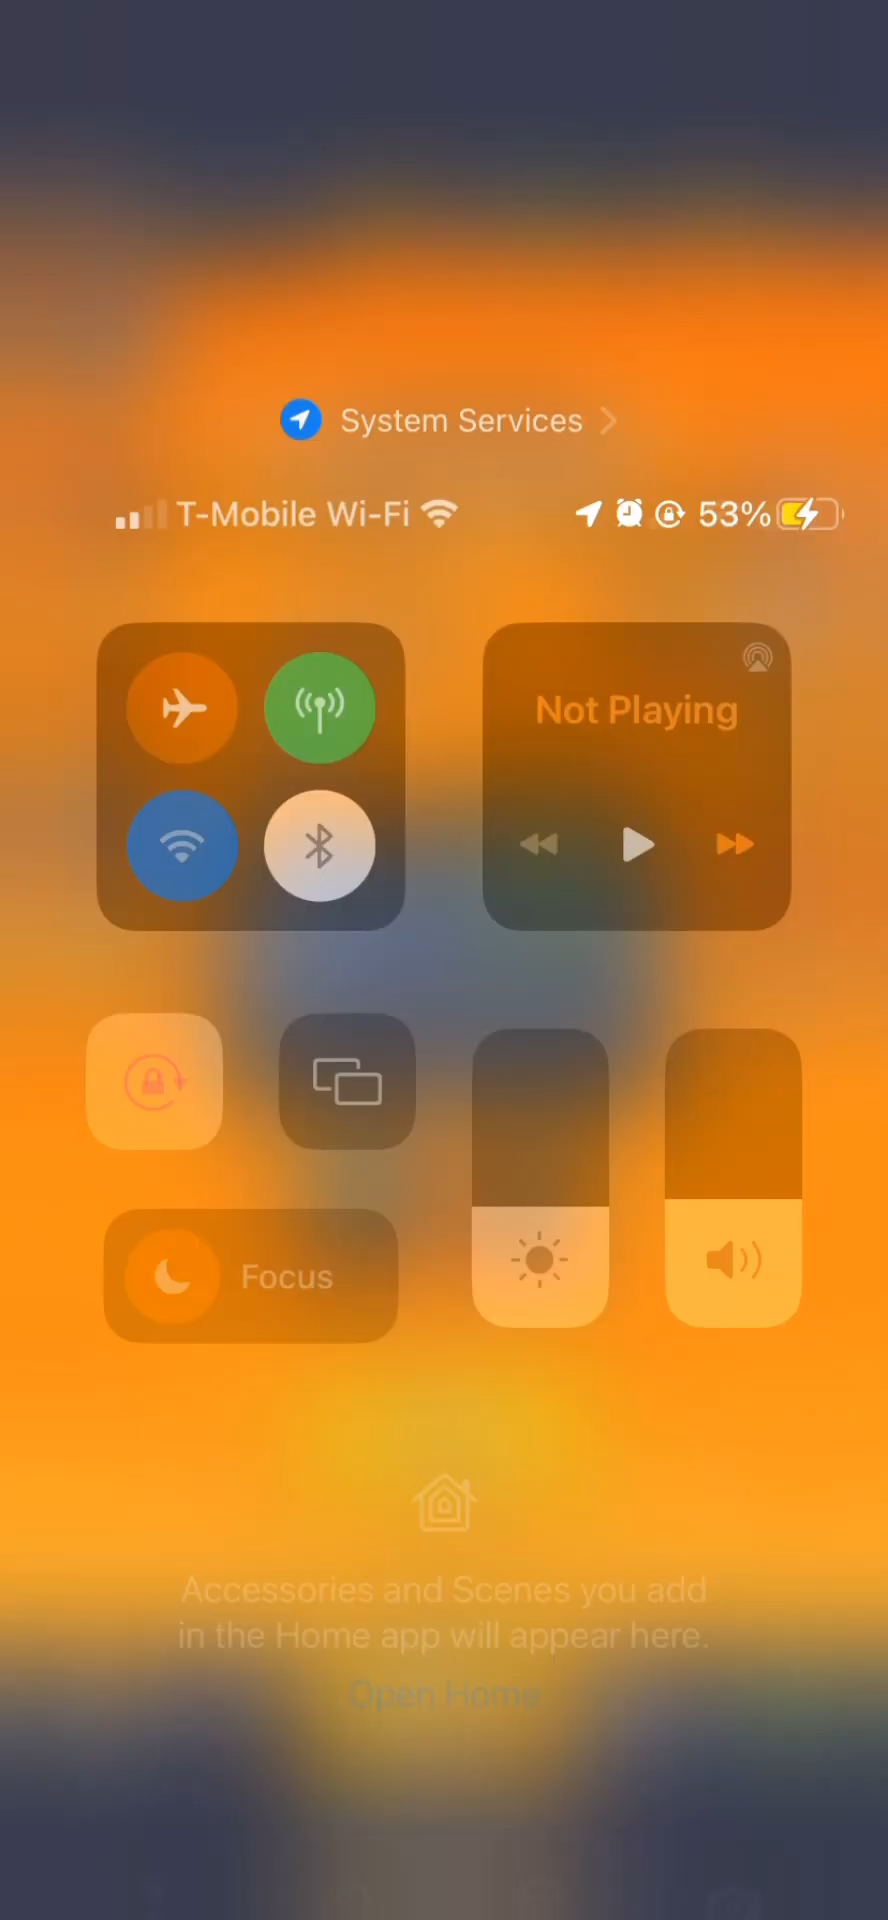 System Services
T-Mobile Wi-Fi 53%
Not Playing
Focus
Accessories and Scenes you add
in the Home app will appear here.
Open Home